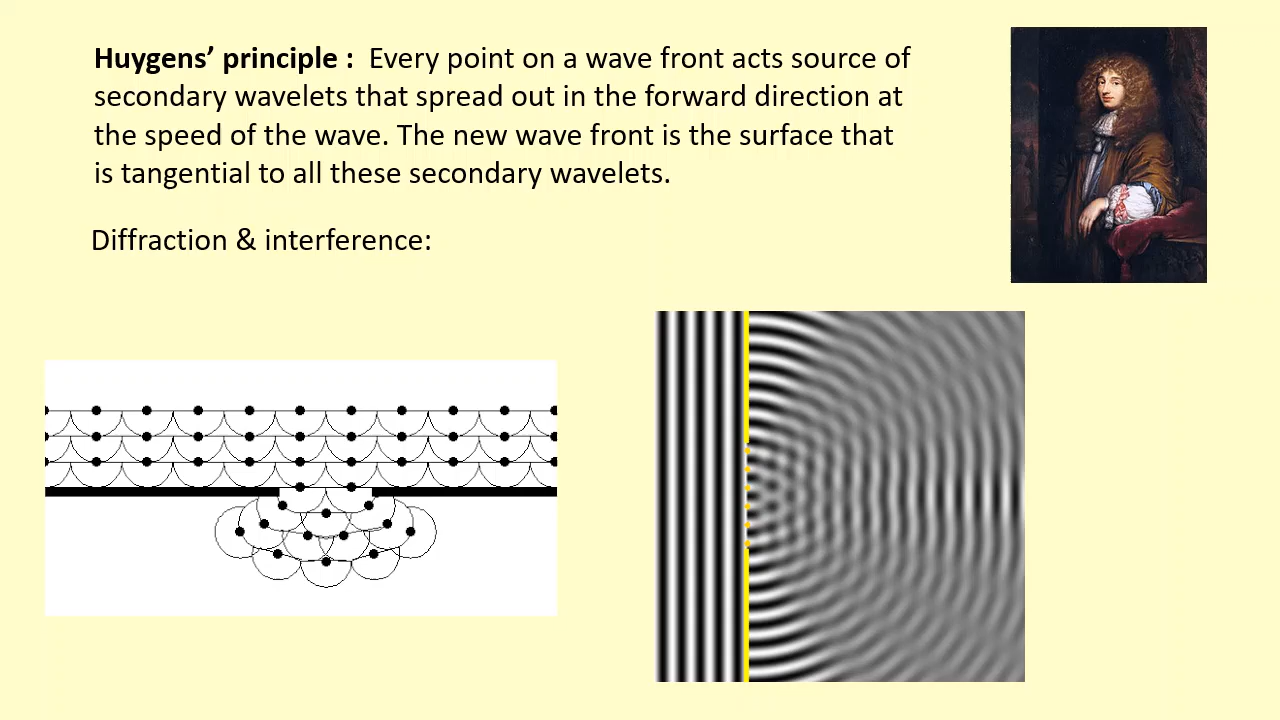 Huygens’ principle : Every point on a wave front acts source of
secondary wavelets that spread out in the forward direction at
the speed of the wave. The new wave front is the surface that
is tangential to all these secondary wavelets.
Diffraction & interference: